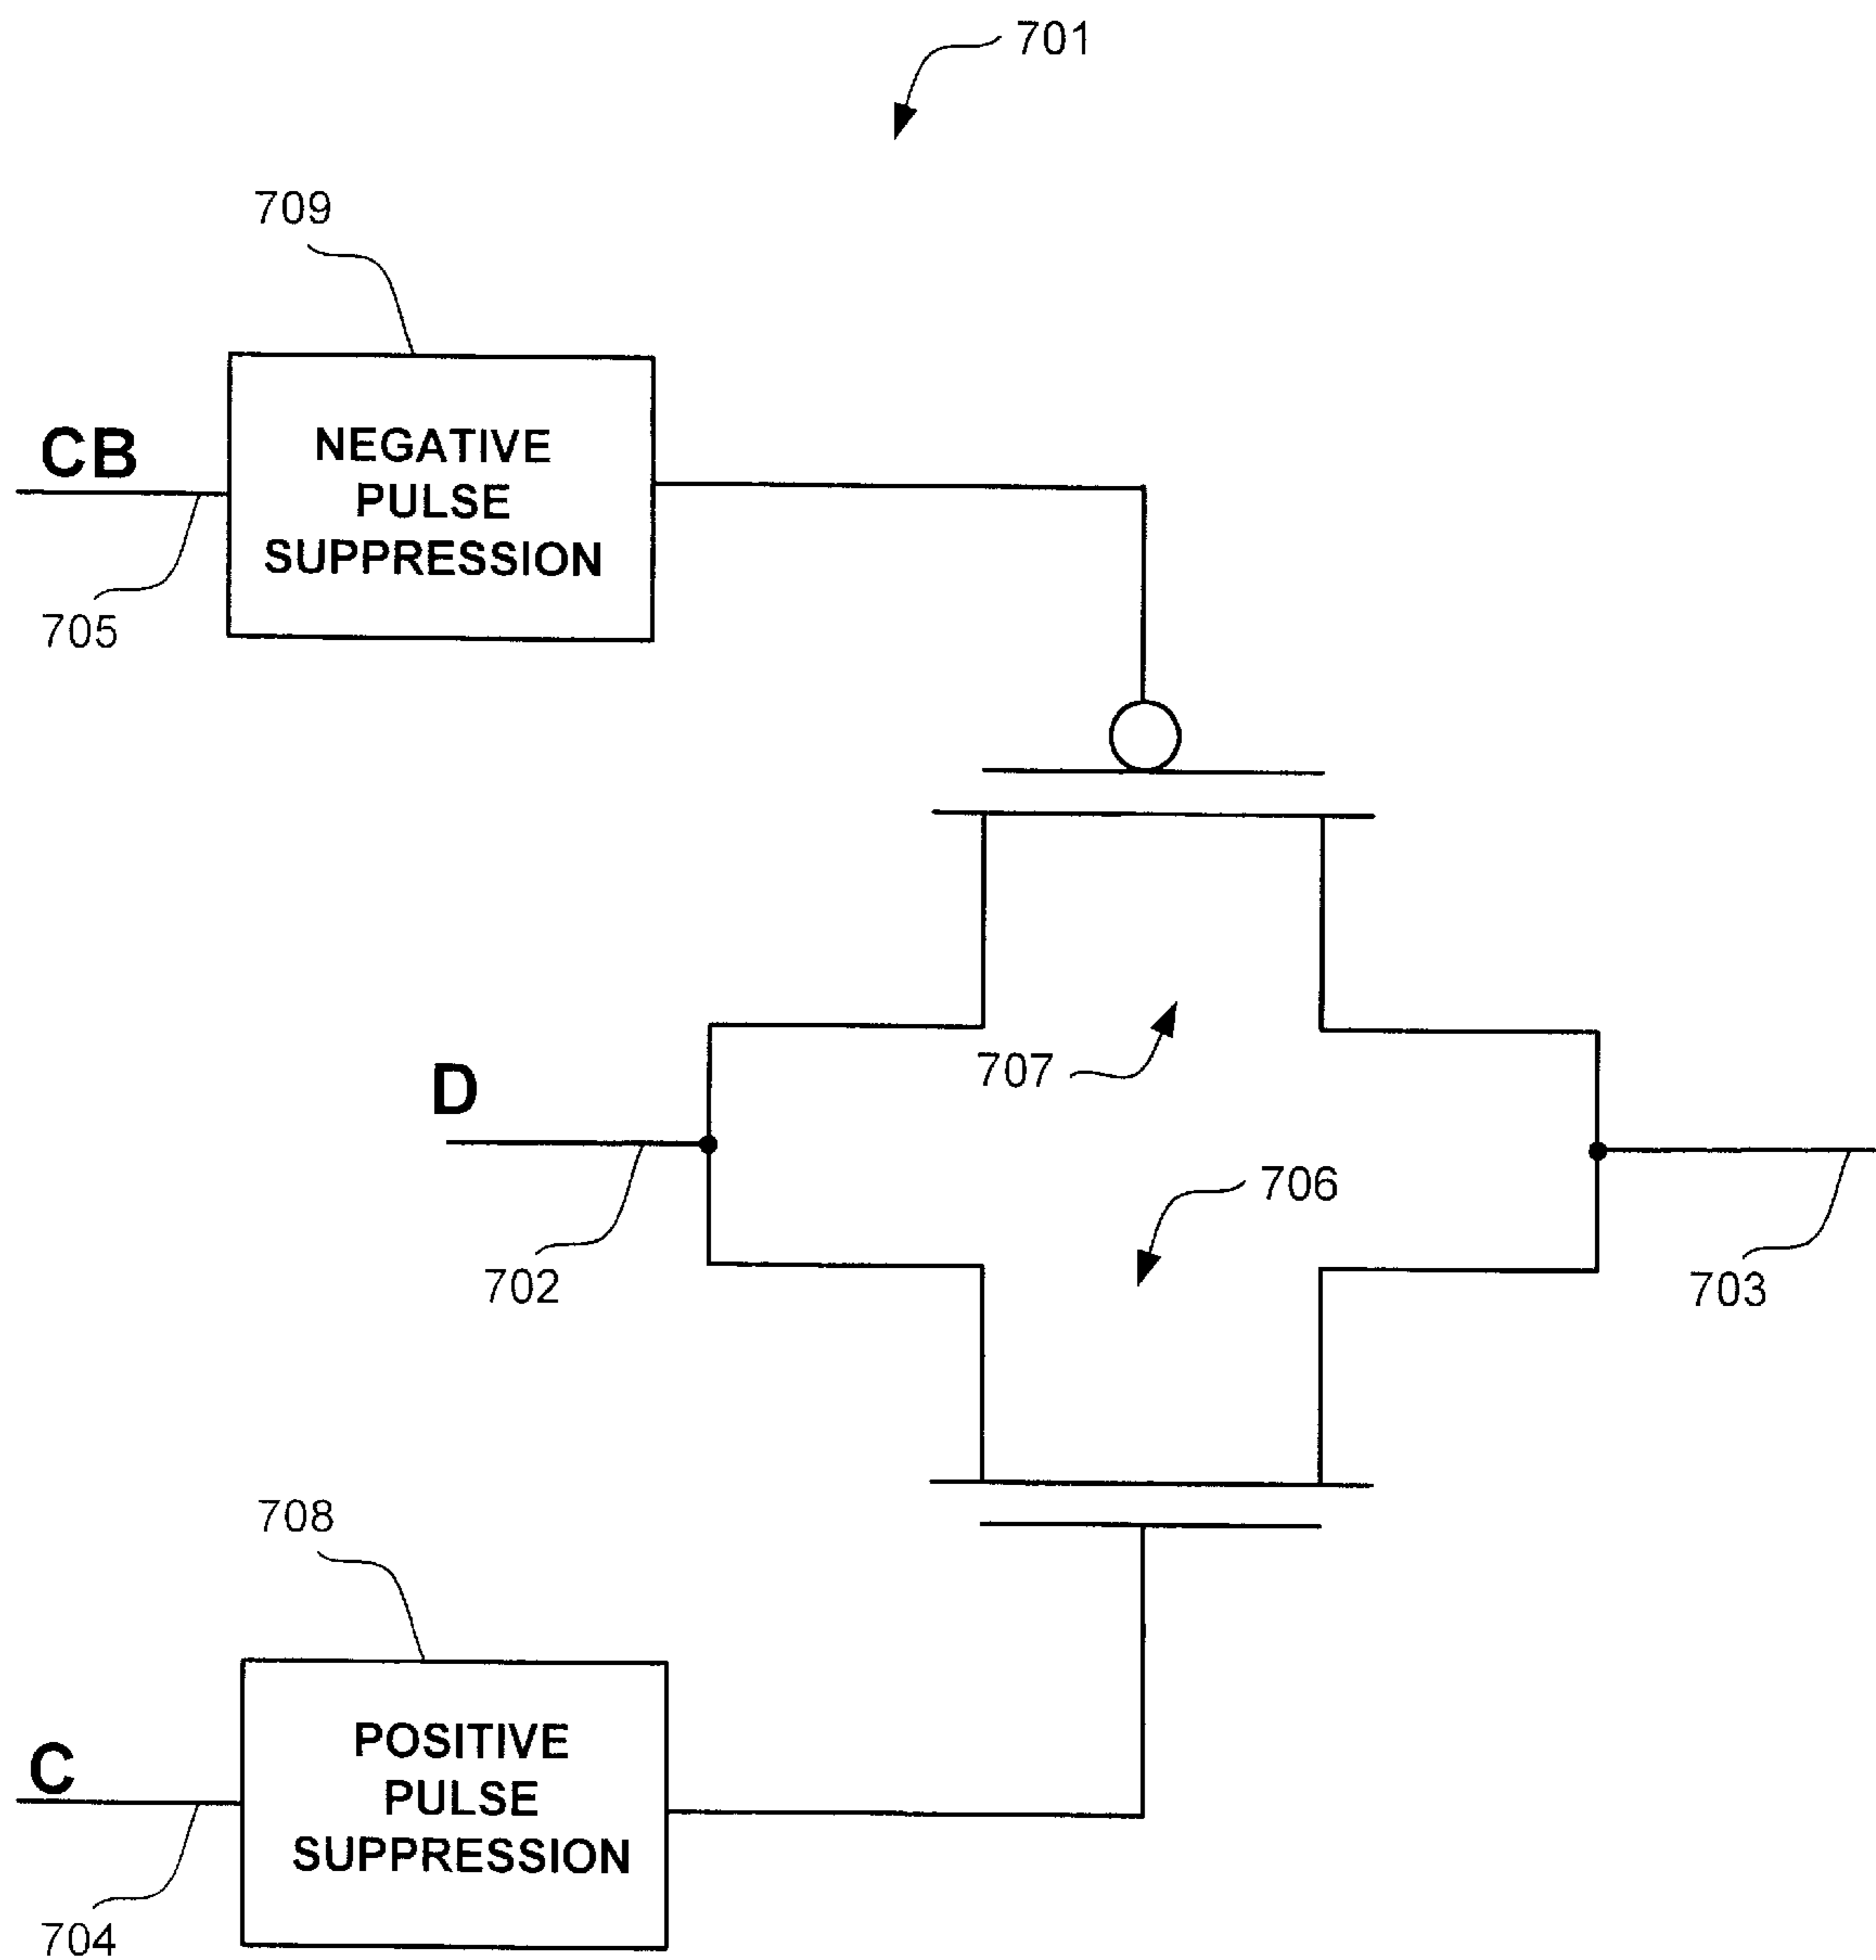 701
709
CB
NEGATIVE
PULSE
SUPPRESSION
705
D
707
706
702
703
708
C
POSITIVE
PULSE
SUPPRESSION
704